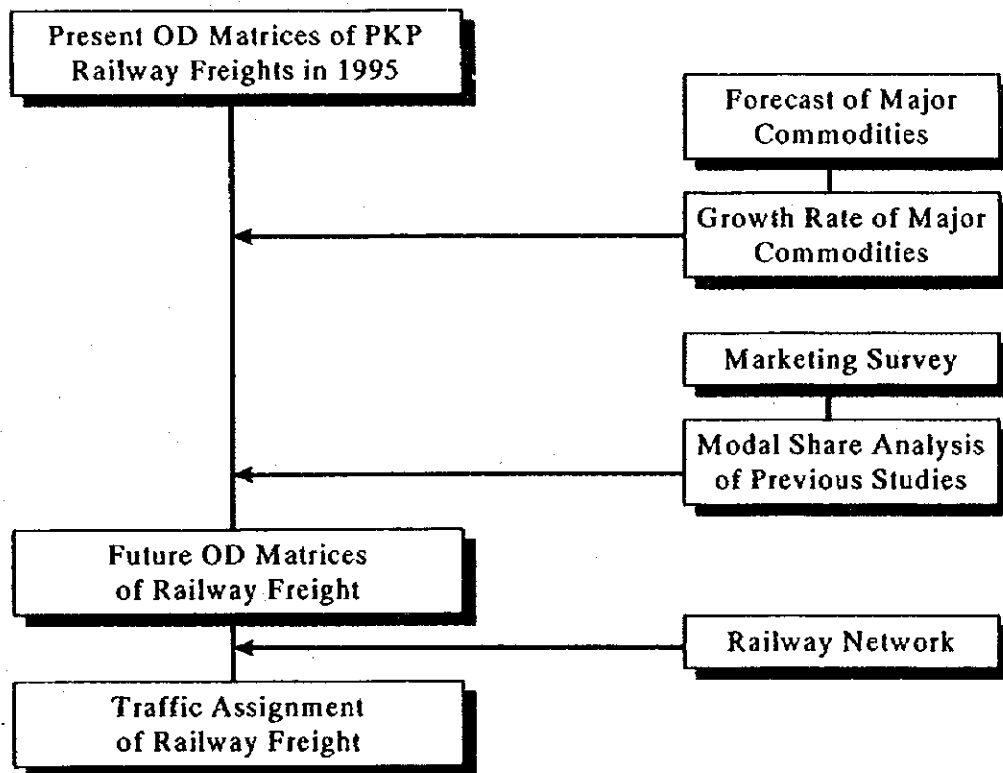 Present OD Matrices of PKP
Railway Freights in 1995
Forecast of Major
Commodities
Growth Rate of Major
Commodities
Marketing Survey
Modal Share Analysis
of Previous Studies
Future OD Matrices
of Railway Freight
Railway Network
Traffic Assignment
of Railway Freight